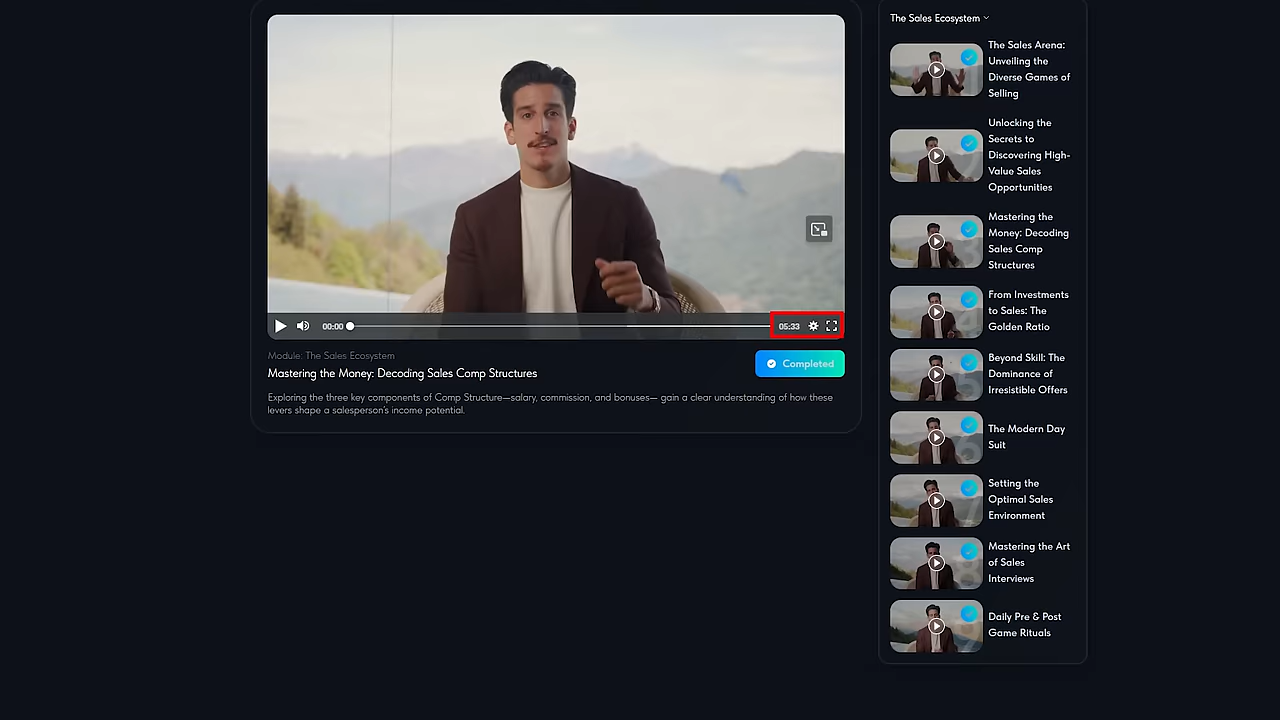 The Sales Ecosystem
The Sales Arena:
Unveiling the
Diverse Games of
Selling
Unlocking the
Secrets to
Discovering High-
Value Sales
Opportunities
Mastering the
Money: Decoding
Sales Comp
Structures
From Investments
to Sales: The
Golden Ratio
Beyond Skill: The
Dominance of
Irresistible Offers
The Modern Day
Suit
Setting the
Optimal Sales
Environment
Mastering the Art
of Sales
Interviews
Daily Pre & Post
Game Rituals
00:00
05:33
Module: The Sales Ecosystem
Mastering the Money: Decoding Sales Comp Structures
Completed
Exploring the three key components of Comp Structure—salary, commission, and bonuses— gain a clear understanding of how these
levers shape a salesperson's income potential.